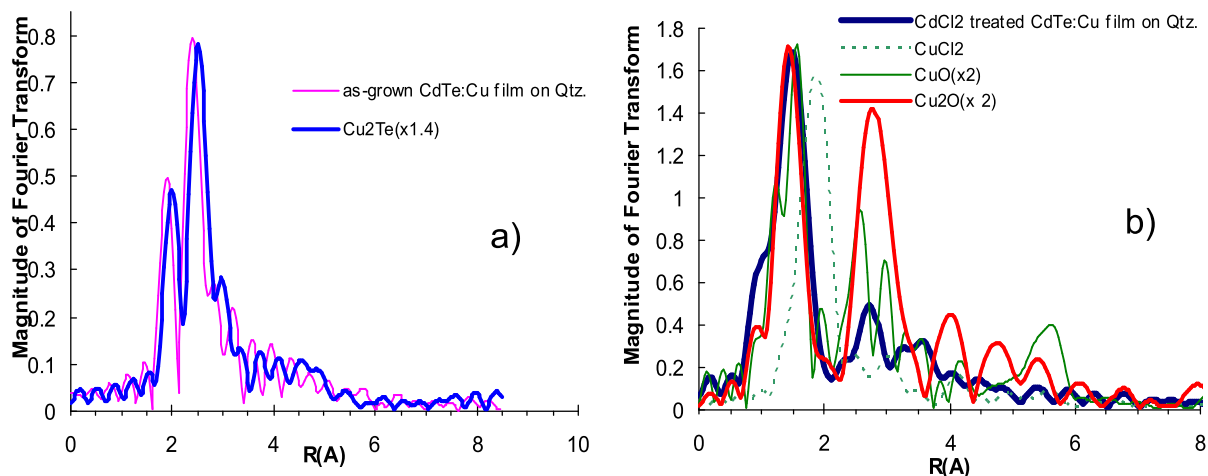 a)
Magnitude of Fourier Transform
0.8
0.7
0.6
0.5
0.4
0.3
0.2
0.1
0
as-grown CdTe:Cu film on Qtz.
Cu2Te(x1.4)
0 2 4 6 8 10
R(A)
b)
Magnitude of Fourier Transform
1.8
1.6
1.4
1.2
1
0.8
0.6
0.4
0.2
0
CdCl2 treated CdTe:Cu film on Qtz.
CuCl2
CuO(x2)
Cu2O(x 2)
0 2 4 6 8
R(A)